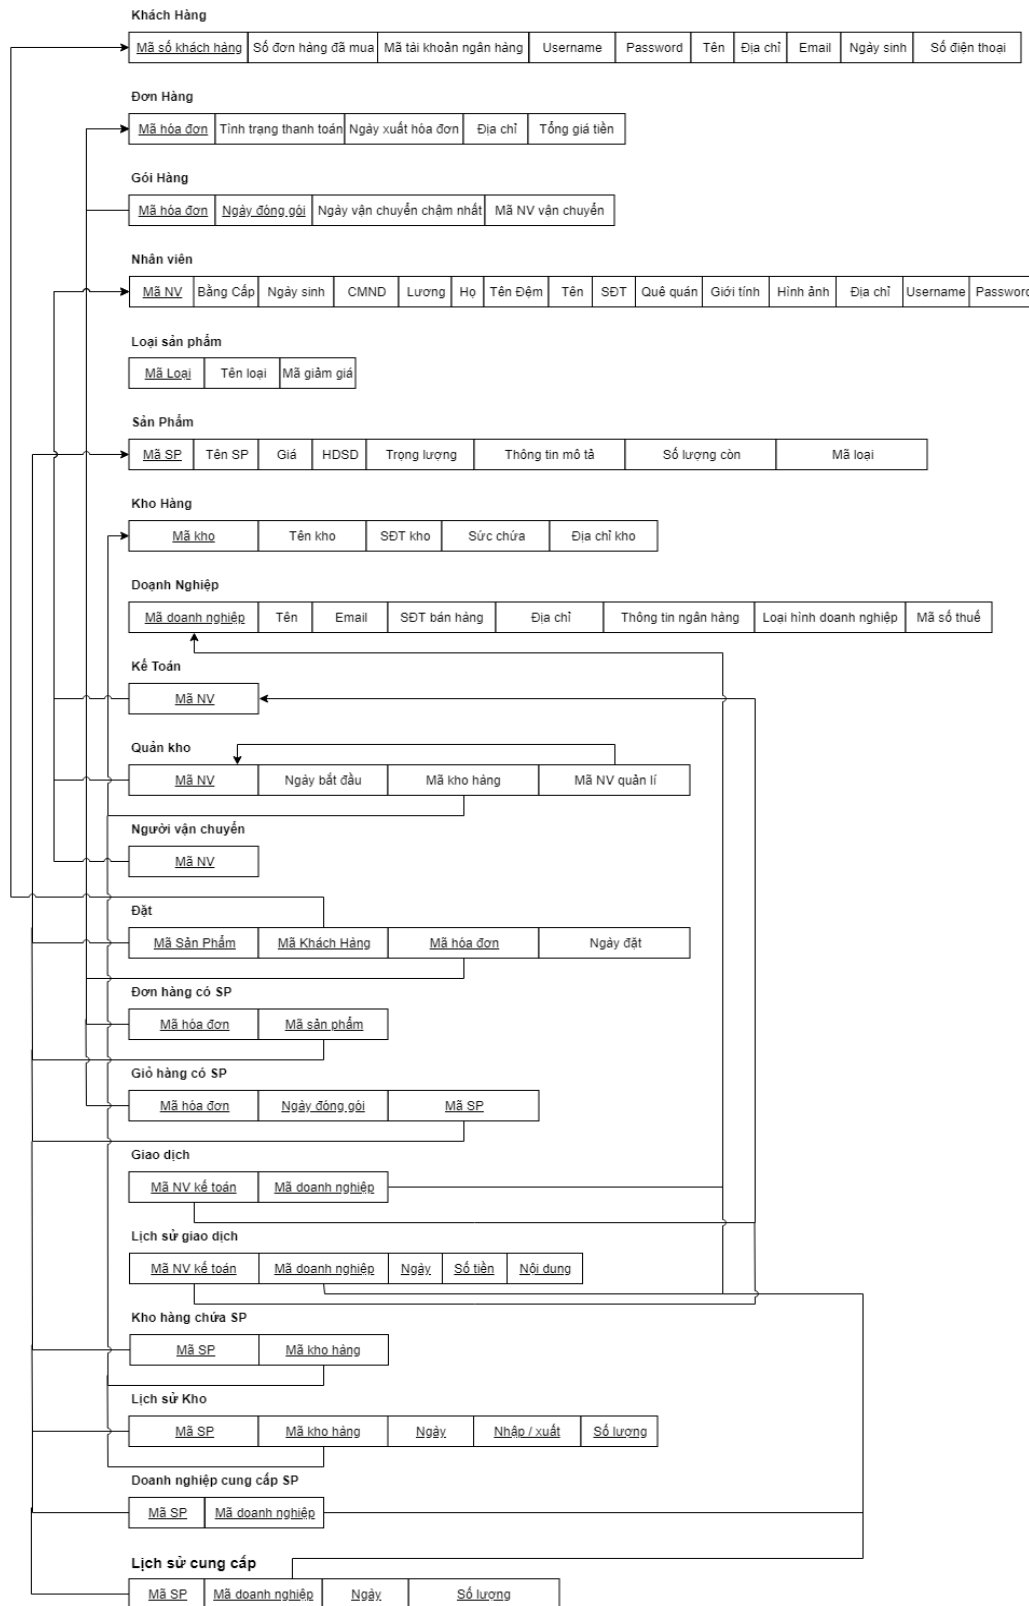 Khách Hàng
Mã số khách hàng Số đơn hàng đã mua Mã tài khoản ngân hàng Username Password Tên Địa chỉ Email Ngày sinh Số điện thoại
Đơn Hàng
Mã hóa đơn Tình trạng thanh toán Ngày xuất hóa đơn Địa chỉ Tổng giá tiền
Gói Hàng
Mã hóa đơn Ngày đóng gói Ngày vận chuyển chậm nhất Mã NV vận chuyển
Nhân viên
Mã NV Bằng Cấp Ngày sinh CMND Lương Họ Tên Đệm Tên SĐT Quê quán Giới tính Hình ảnh Địa chỉ Username Password
Loại sản phẩm
Mã Loại Tên loại Mã giảm giá
Sản Phẩm
Mã SP Tên SP Giá HDSD Trọng lượng Thông tin mô tả Số lượng còn Mã loại
Kho Hàng
Mã kho Tên kho SĐT kho Sức chứa Địa chỉ kho
Doạnh Nghiệp
Mã doanh nghiệp Tên Email SĐT bán hàng Địa chỉ Thông tin ngân hàng Loại hình doanh nghiệp Mã số thuế
Kế Toán
Mã NV
Quản kho
Mã NV Ngày bắt đầu Mã kho hàng Mã NV quản lí
Người vận chuyển
Mã NV
Đặt
Mã Sản Phẩm Mã Khách Hàng Mã hóa đơn Ngày đặt
Đơn hàng có SP
Mã hóa đơn Mã sản phẩm
Giỏ hàng có SP
Mã hóa đơn Ngày đóng gói Mã SP
Giao dịch
Mã NV kế toán Mã doanh nghiệp
Lịch sử giao dịch
Mã NV kế toán Mã doanh nghiệp Ngày Số tiền Nội dung
Kho hàng chứa SP
Mã SP Mã kho hàng
Lịch sử Kho
Mã SP Mã kho hàng Ngày Nhập / xuất Số lượng
Doanh nghiệp cung cấp SP
Mã SP Mã doanh nghiệp
Lịch sử cung cấp
Mã SP Mã doanh nghiệp Ngày Số lượng